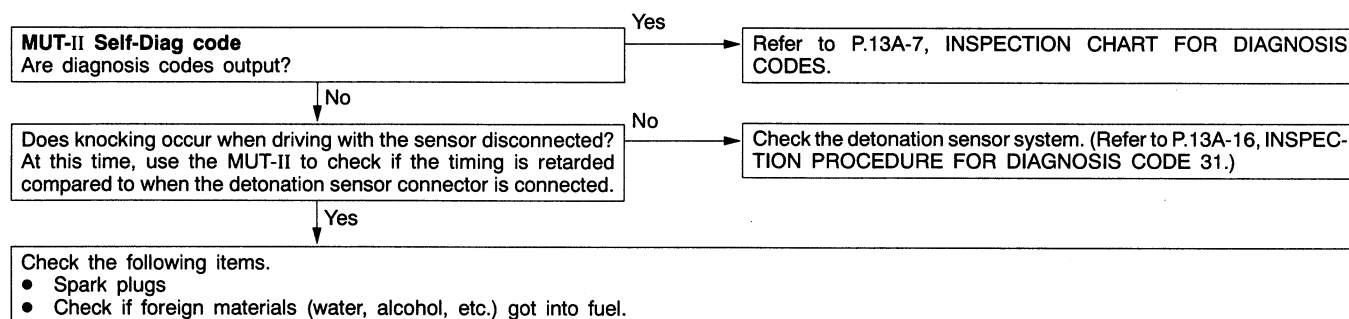 MUT-II Self-Diag code
Are diagnosis codes output?
Yes
Refer to P.13A-7, INSPECTION CHART FOR DIAGNOSIS
CODES.
No
Does knocking occur when driving with the sensor disconnected?
At this time, use the MUT-II to check if the timing is retarded
compared to when the detonation sensor connector is connected.
No
Check the detonation sensor system. (Refer to P.13A-16, INSPEC-
TION PROCEDURE FOR DIAGNOSIS CODE 31.)
Yes
Check the following items.
● Spark plugs
● Check if foreign materials (water, alcohol, etc.) got into fuel.